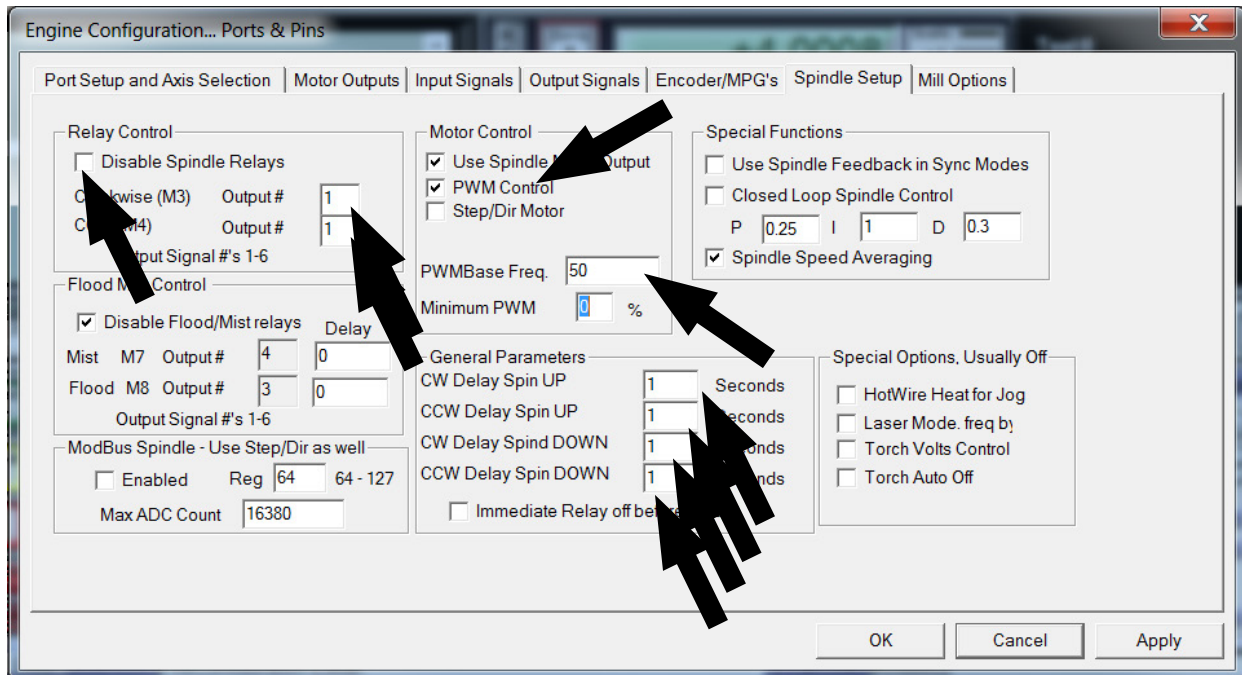 Engine Configuration... Ports & Pins
Port Setup and Axis Selection
Motor Outputs
Input Signals
Output Signals
Encoder/MPG's
Spindle Setup
Mill Options
Relay Control
Disable Spindle Relays
(M3) Output # 1
Output # 1
Signal #'s 1-6
Flood Control
Disable Flood/Mist relays
Delay
Mist M7 Output # 4 0
Flood M8 Output # 3 0
Output Signal #'s 1-6
ModBus Spindle - Use Step/Dir as well
Enabled Reg 64 64 - 127
Max ADC Count 16380
Motor Control
Use Spindle Output
PWM Control
Step/Dir Motor
PWMBase Freq. 50
Minimum PWM 0 %
General Parameters
CW Delay Spin UP 1 Seconds
CCW Delay Spin UP 1
CW Delay Spind DOWN 1
CCW Delay Spin DOWN 1
Immediate Relay off
Special Functions
Use Spindle Feedback in Sync Modes
Closed Loop Spindle Control
P 0.25 I 1 D 0.3
Spindle Speed Averaging
Special Options, Usually Off
HotWire Heat for Jog
Laser Mode. freq by
Torch Volts Control
Torch Auto Off
OK
Cancel
Apply